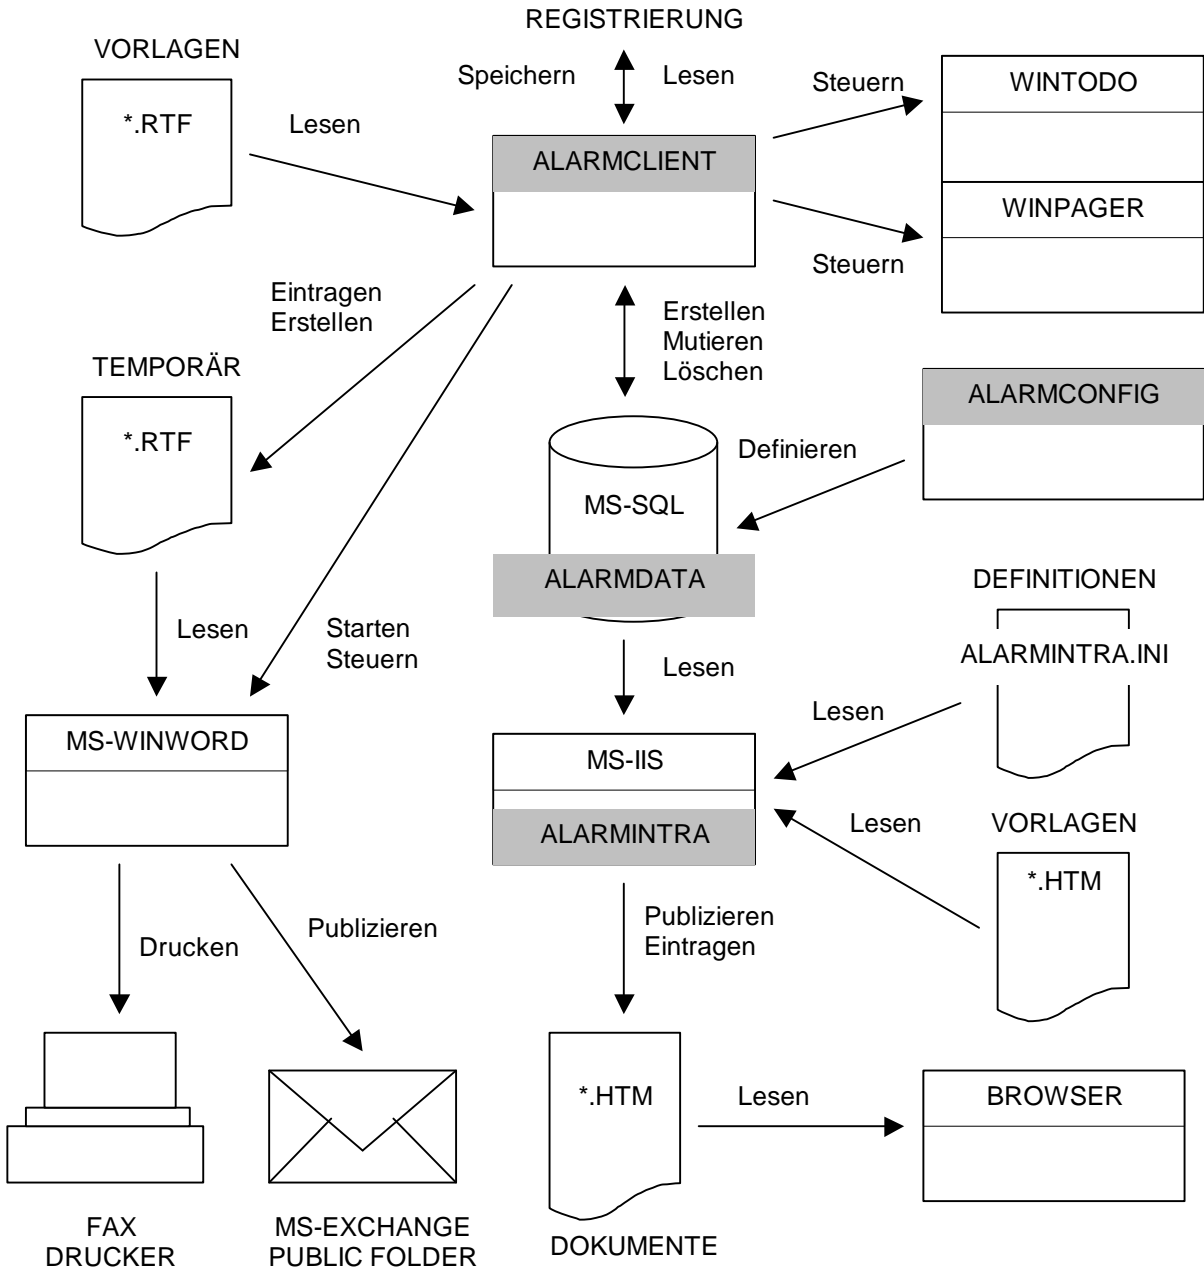 REGISTRIERUNG
VORLAGEN
Speichern
Lesen
Steuern
WINTODO
*.RTF
Lesen
ALARMCLIENT
WINPAGER
Steuern
Eintragen
Erstellen
Erstellen
Mutieren
Löschen
TEMPORÄR
ALARMCONFIG
*.RTF
Definieren
MS-SQL
ALARMDATA
DEFINITIONEN
Lesen
Starten
Steuern
Lesen
ALARMINTRA.INI
Lesen
MS-WINWORD
MS-IIS
ALARMINTRA
Lesen
VORLAGEN
*.HTM
Drucken
Publizieren
Publizieren
Eintragen
*.HTM
Lesen
BROWSER
FAX
DRUCKER
MS-EXCHANGE
PUBLIC FOLDER
DOKUMENTE